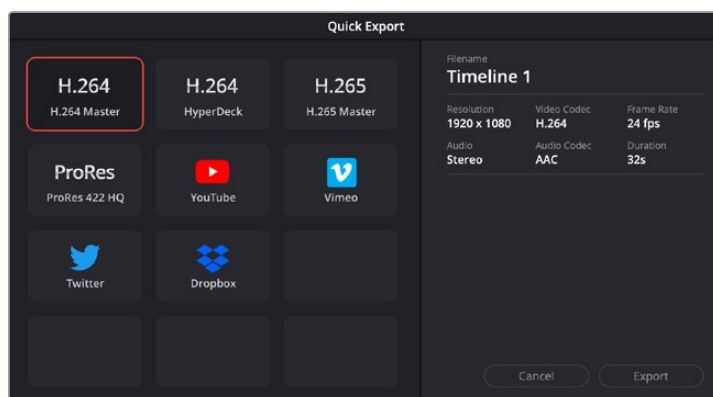 Quick Export
H.264
H.264 Master
H.264
HyperDeck
H.265
H.265 Master
ProRes
ProRes 422 HQ
YouTube
Vimeo
Twitter
Dropbox
Filename
Timeline 1
Resolution Video Codec Frame Rate
1920 x 1080 H.264 24 fps
Audio Audio Codec Duration
Stereo AAC 32s
Cancel Export